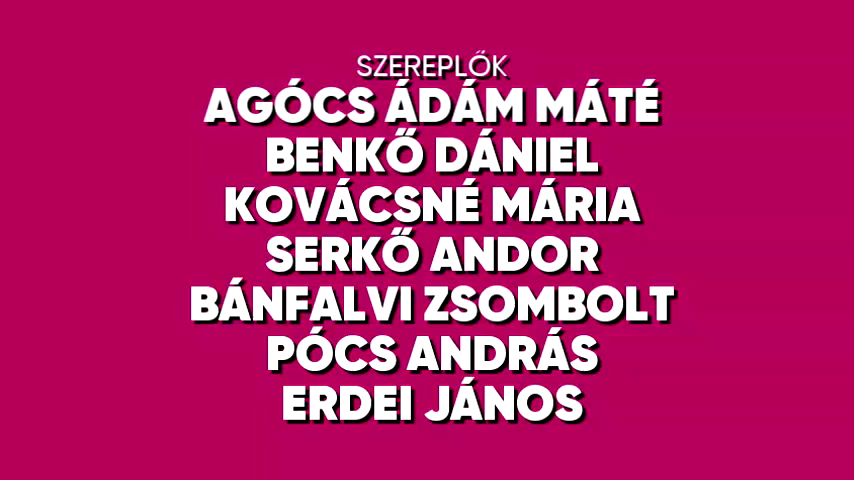 SZEREPLŐK
AGÓCS ÁDÁM MÁTÉ
BENKŐ DÁNIEL
KOVÁCSNÉ MÁRIA
SERKŐ ANDOR
BÁNFALVI ZSOMBOLT
PÓCS ANDRÁS
ERDEI JÁNOS